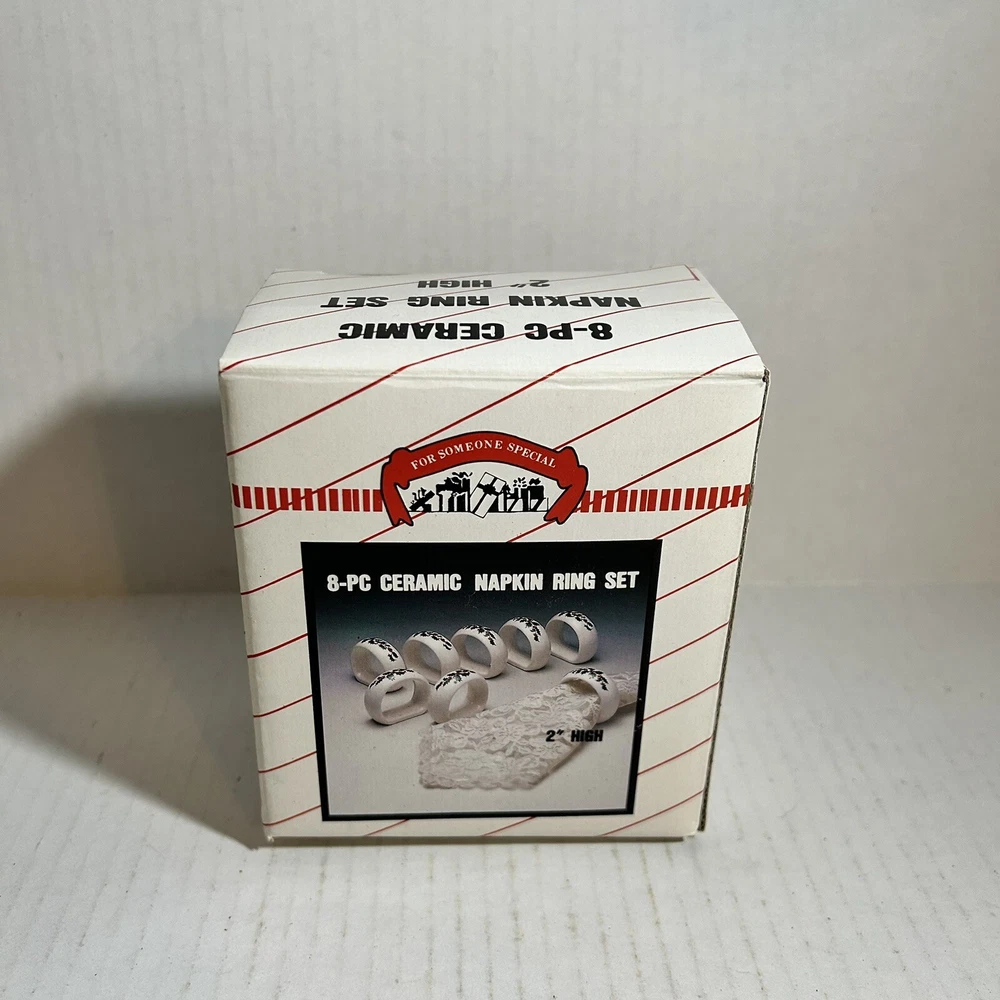 8-PC CERAMIC
NAPKIN RING SET
2" HIGH
FOR SOMEONE SPECIAL
8-PC CERAMIC NAPKIN RING SET
2" HIGH